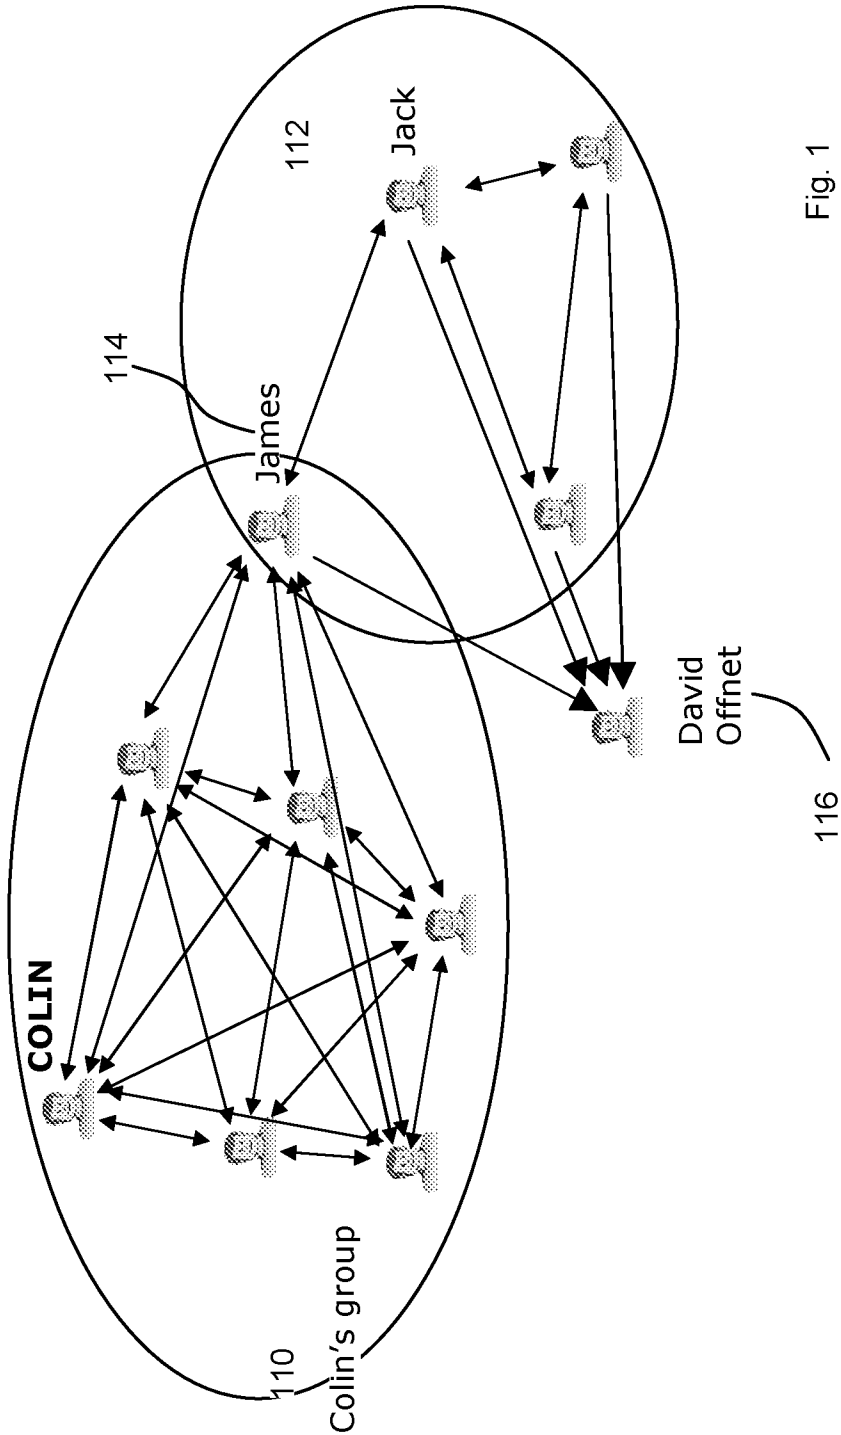 110
Colin's group
COLIN
114
James
112
Jack
David
Offnet
116
Fig. 1